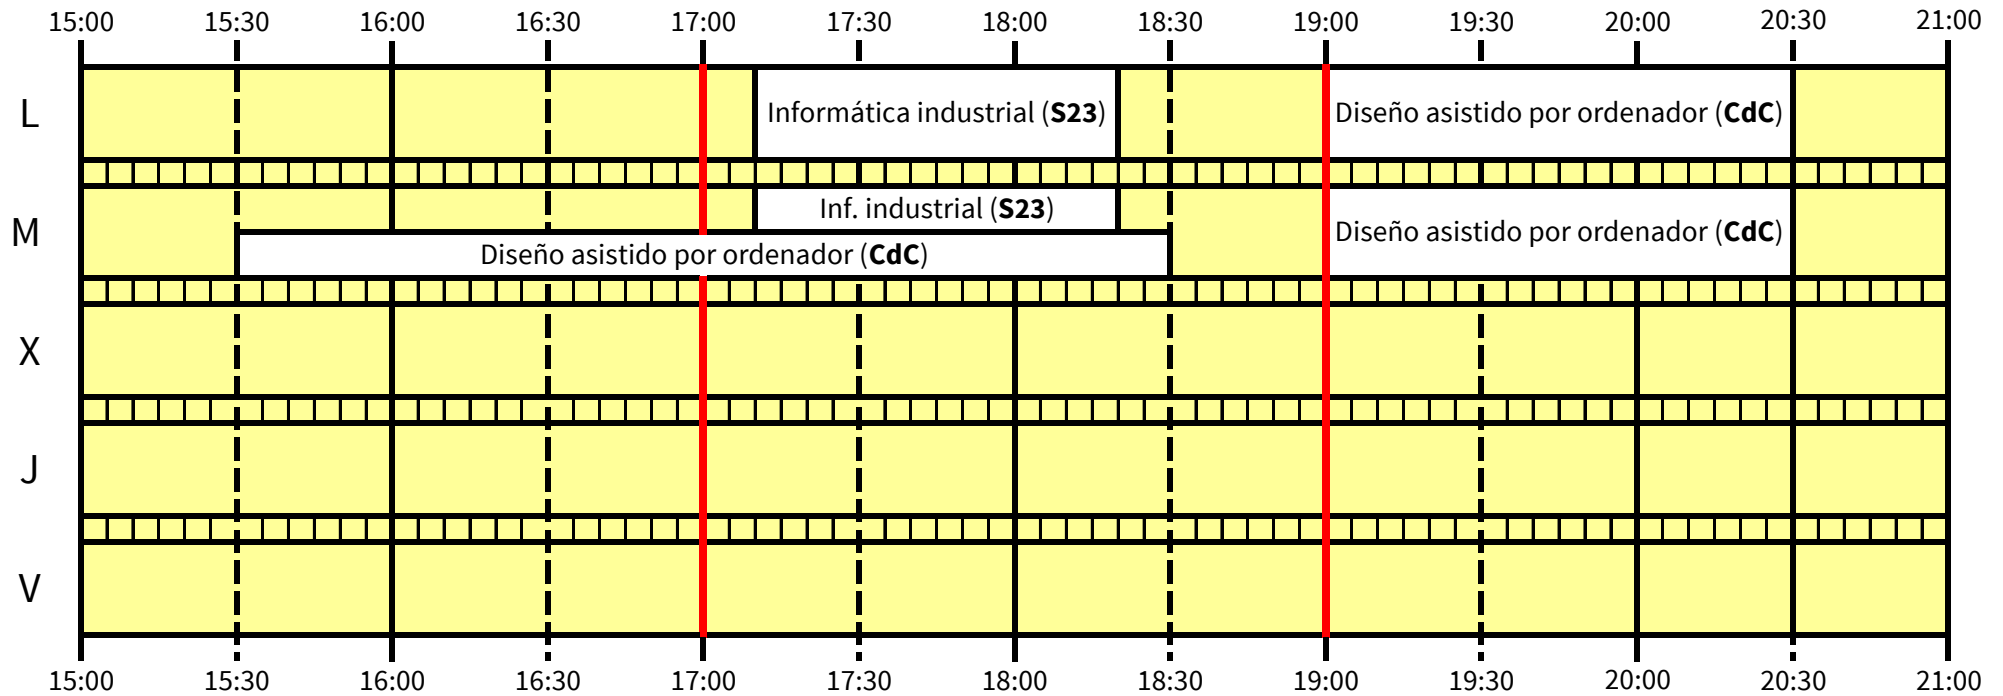 15:00 15:30 16:00 16:30 17:00 17:30 18:00 18:30 19:00 19:30 20:00 20:30 21:00
L Informática industrial (S23) Diseño asistido por ordenador (CdC)
Inf. industrial (S23)
M Diseño asistido por ordenador (CdC)
Diseño asistido por ordenador (CdC)
X
J
V
15:00 15:30 16:00 16:30 17:00 17:30 18:00 18:30 19:00 19:30 20:00 20:30 21:00